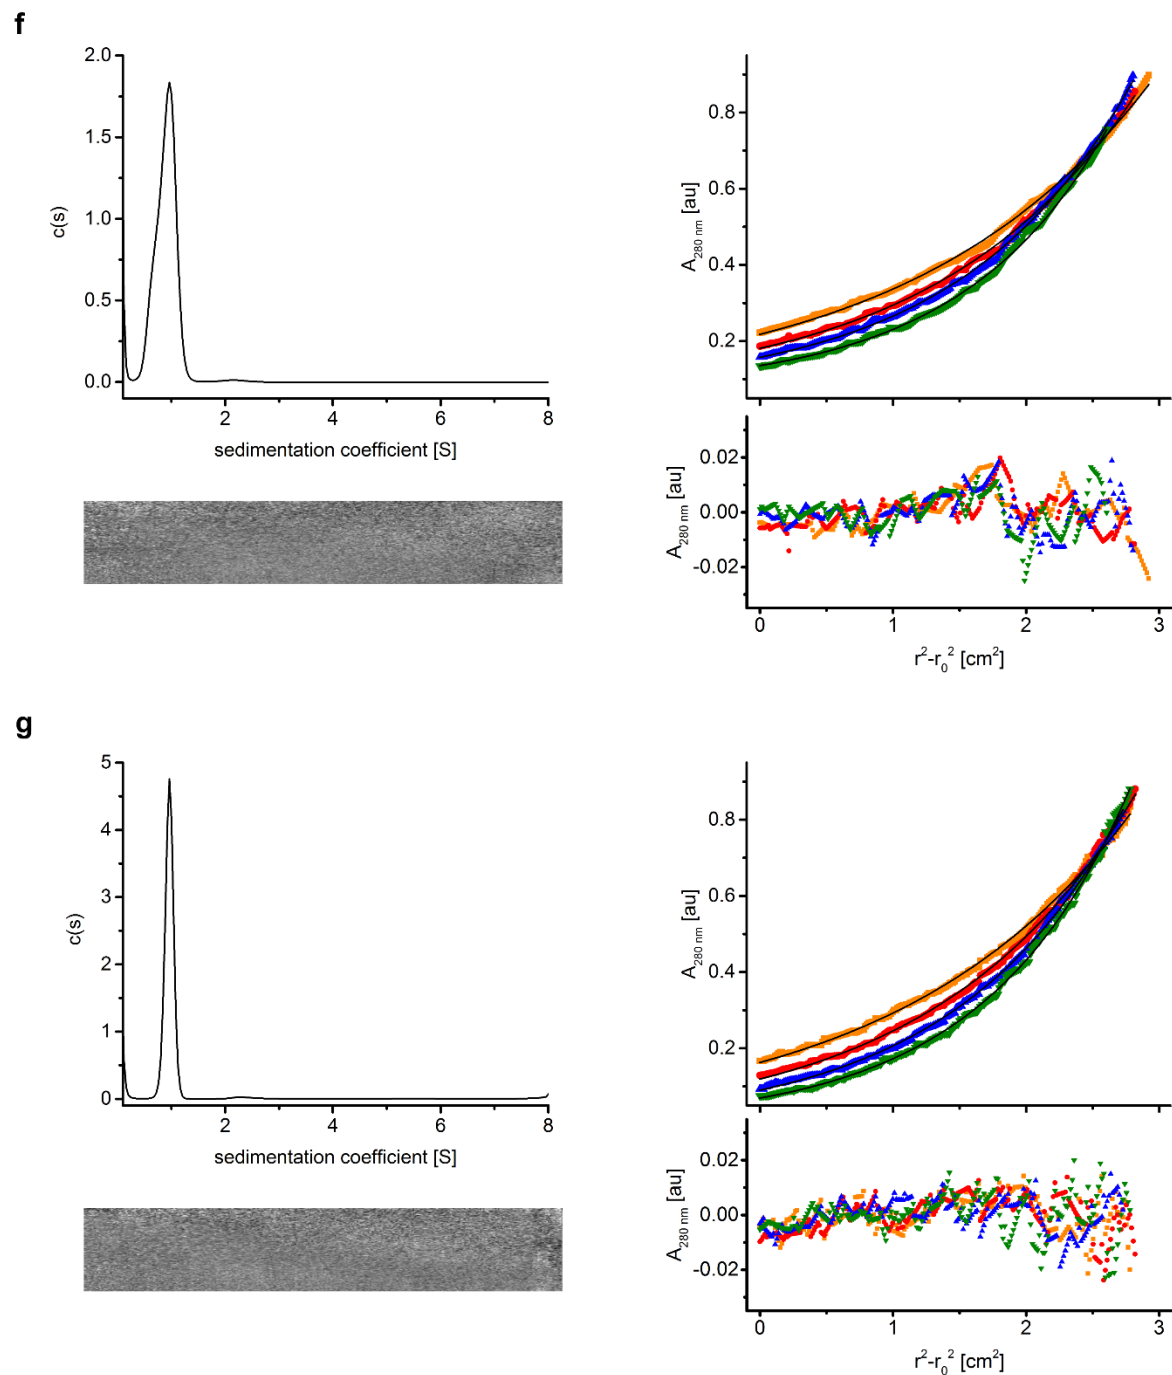 f
2.0
1.5
1.0
0.5
0.0
c(s)
2 4 6 8
sedimentation coefficient [S]
0.8
0.6
0.4
0.2
A280 nm [au]
0.02
0.00
-0.02
A280 nm [au]
0 1 2 3
r²-r₀² [cm²]
g
5
4
3
2
1
0
c(s)
2 4 6 8
sedimentation coefficient [S]
0.8
0.6
0.4
0.2
A280 nm [au]
0.02
0.00
-0.02
A280 nm [au]
0 1 2 3
r²-r₀² [cm²]